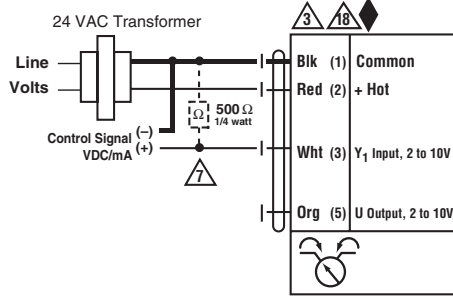 24 VAC Transformer
3 18
Line
Volts
Blk (1) Common
Red (2) + Hot
Ω 500 Ω
1/4 watt
Control Signal (–)
VDC/mA (+)
Wht (3) Y₁ Input, 2 to 10V
7
Org (5) U Output, 2 to 10V